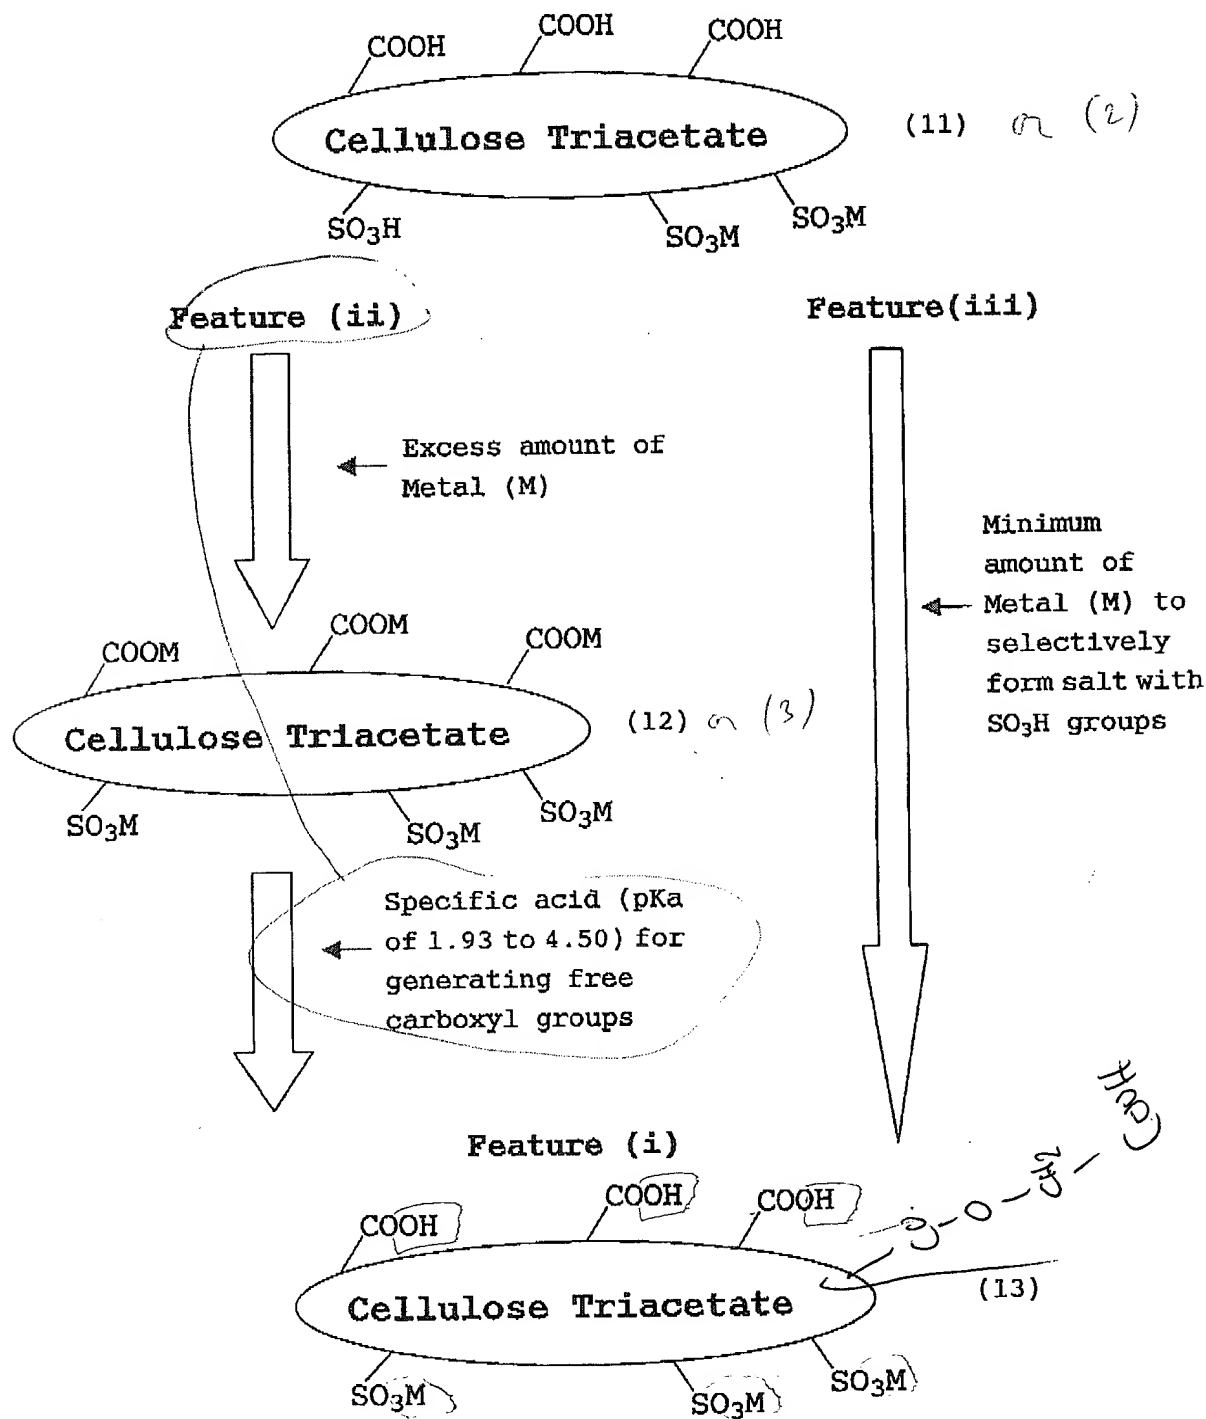 COOH COOH COOH
Cellulose Triacetate (11) or (2)
SO3H SO3M SO3M
Feature (ii)
Feature(iii)
Excess amount of
Metal (M)
Minimum
amount of
Metal (M) to
selectively
form salt with
SO3H groups
COOM COOM COOM
Cellulose Triacetate (12) or (3)
SO3M SO3M SO3M
Specific acid (pKa
of 1.93 to 4.50) for
generating free
carboxyl groups
Feature (i)
COOH COOH COOH
Cellulose Triacetate (13)
SO3M SO3M SO3M